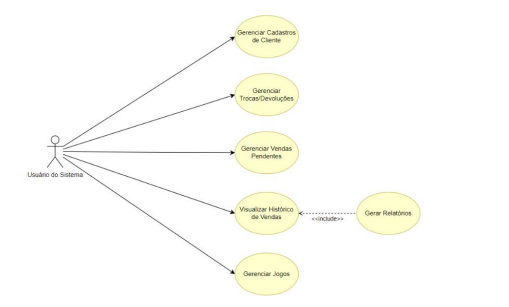 Gerenciar Cadastros
de Cliente
Gerenciar
Trocas/Devoluções
Gerenciar Vendas
Pendentes
Usuário do Sistema
Visualizar Histórico
de Vendas
<<include>>
Gerar Relatórios
Gerenciar Jogos